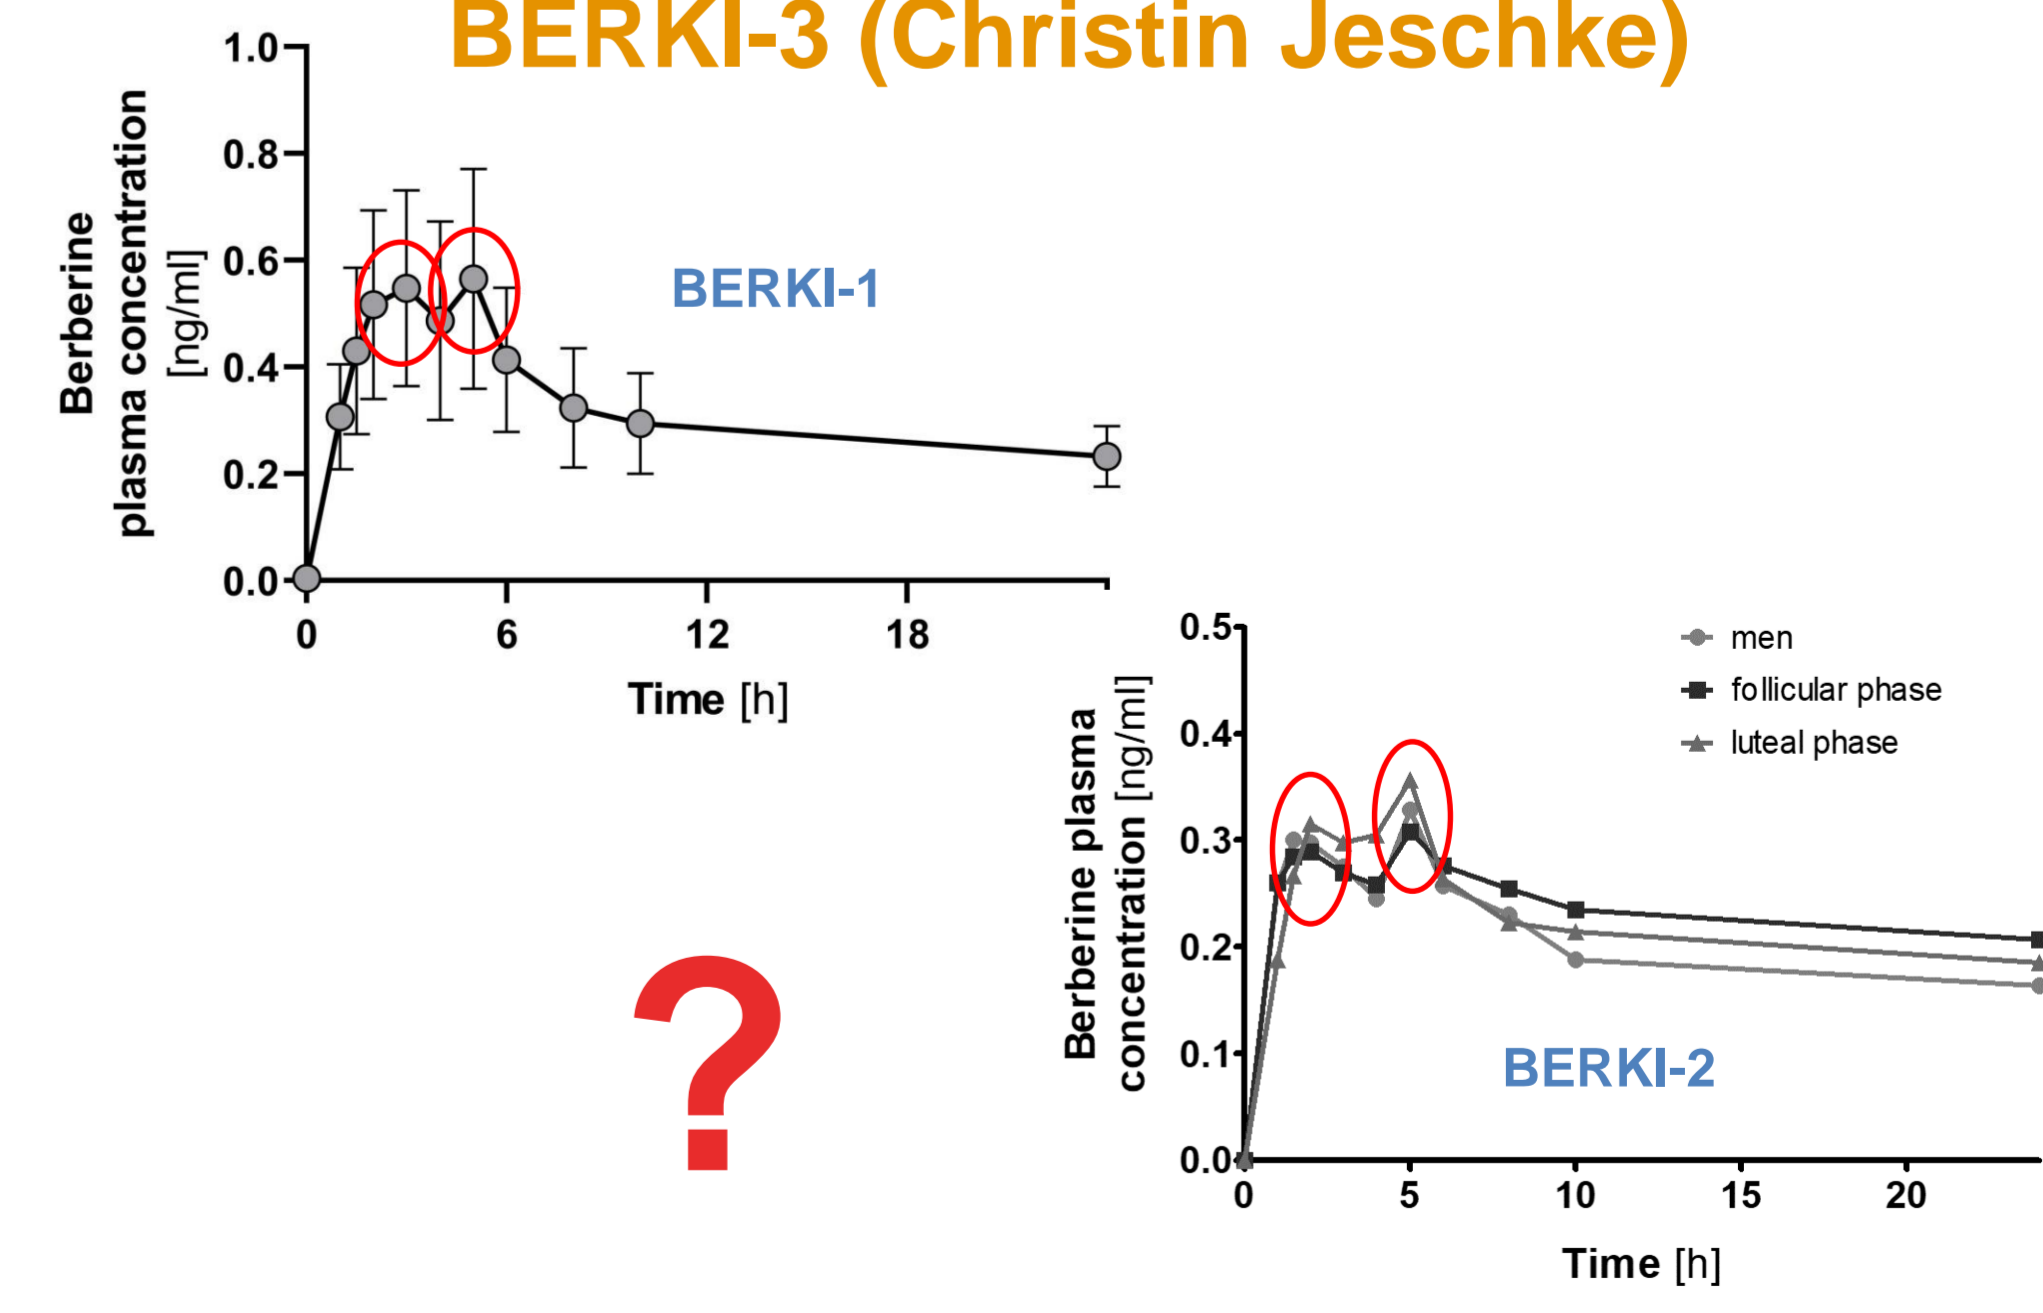 BERKI-3 (Christin Jeschke)
Berberine
plasma concentration
[ng/ml]
1.0
0.8
0.6
0.4
0.2
0.0
BERKI-1
0 6 12 18
Time [h]
?
Berberine plasma
concentration [ng/ml]
0.5
0.4
0.3
0.2
0.1
0.0
men
follicular phase
luteal phase
BERKI-2
0 5 10 15 20
Time [h]